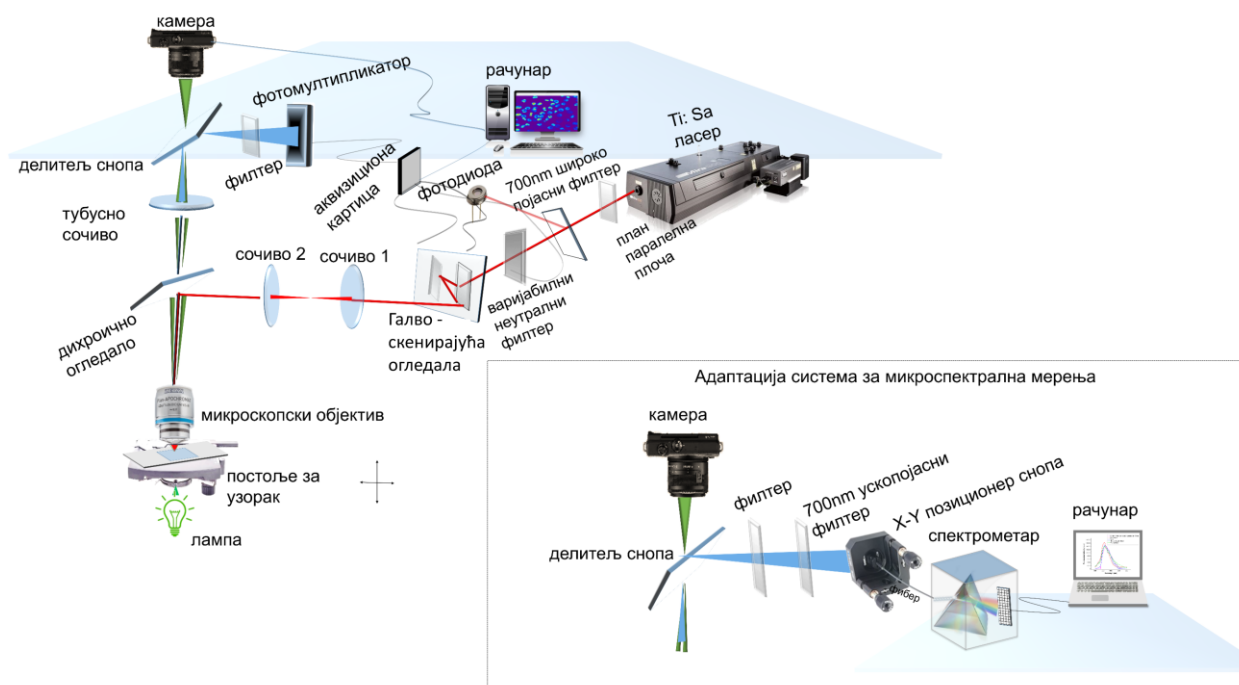 камера
фотомултипликатор
рачунар
Ti: Sa
ласер
делитељ снопа
филтер
аквизициона
картица
фотодиода
700nm широко
појасни филтер
тубусно
сочиво
план
паралелна
плоча
сочиво 2
сочиво 1
варијабилни
неутрални
филтер
дихроично
огледало
Галво -
скенирајућа
огледала
микроскопски објектив
постоље за
узорак
лампа
Адаптација система за микроспектрална мерења
камера
филтер
700nm ускопојасни
филтер
X-Y позиционер снопа
спектрометар
рачунар
делитељ снопа
фибер